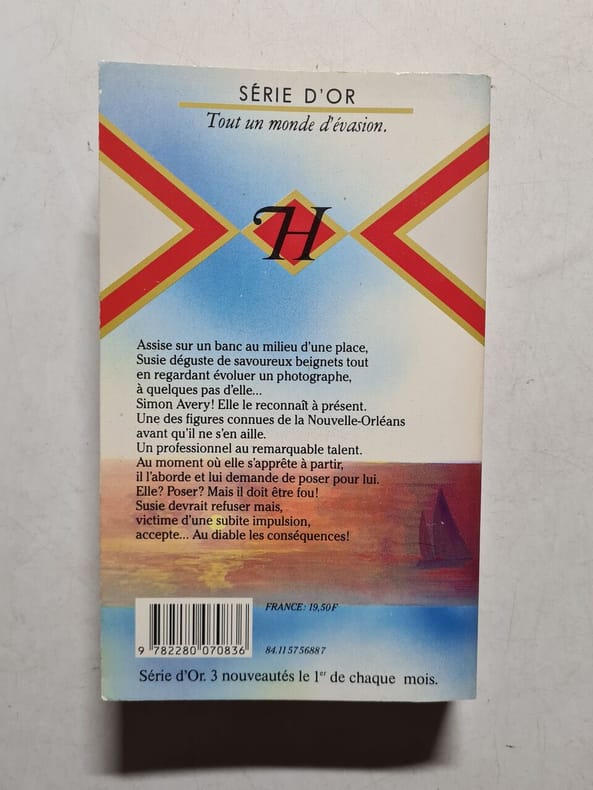 SÉRIE D'OR
Tout un monde d'évasion.
H
Assise sur un banc au milieu d'une place,
Susie déguste de savoureux beignets tout
en regardant évoluer un photographe,
à quelques pas d'elle...
Simon Avery! Elle le reconnaît à présent.
Une des figures connues de la Nouvelle-Orléans
avant qu'il ne s'en aille.
Un professionnel au remarquable talent.
Au moment où elle s'apprête à partir,
il l'aborde et lui demande de poser pour lui.
Elle? Poser? Mais il doit être fou!
Susie devrait refuser mais,
victime d'une subite impulsion,
accepte... Au diable les conséquences!
FRANCE: 19,50F
9 782280 070836
84.11 57 5688 7
Série d'Or. 3 nouveautés le 1er de chaque mois.